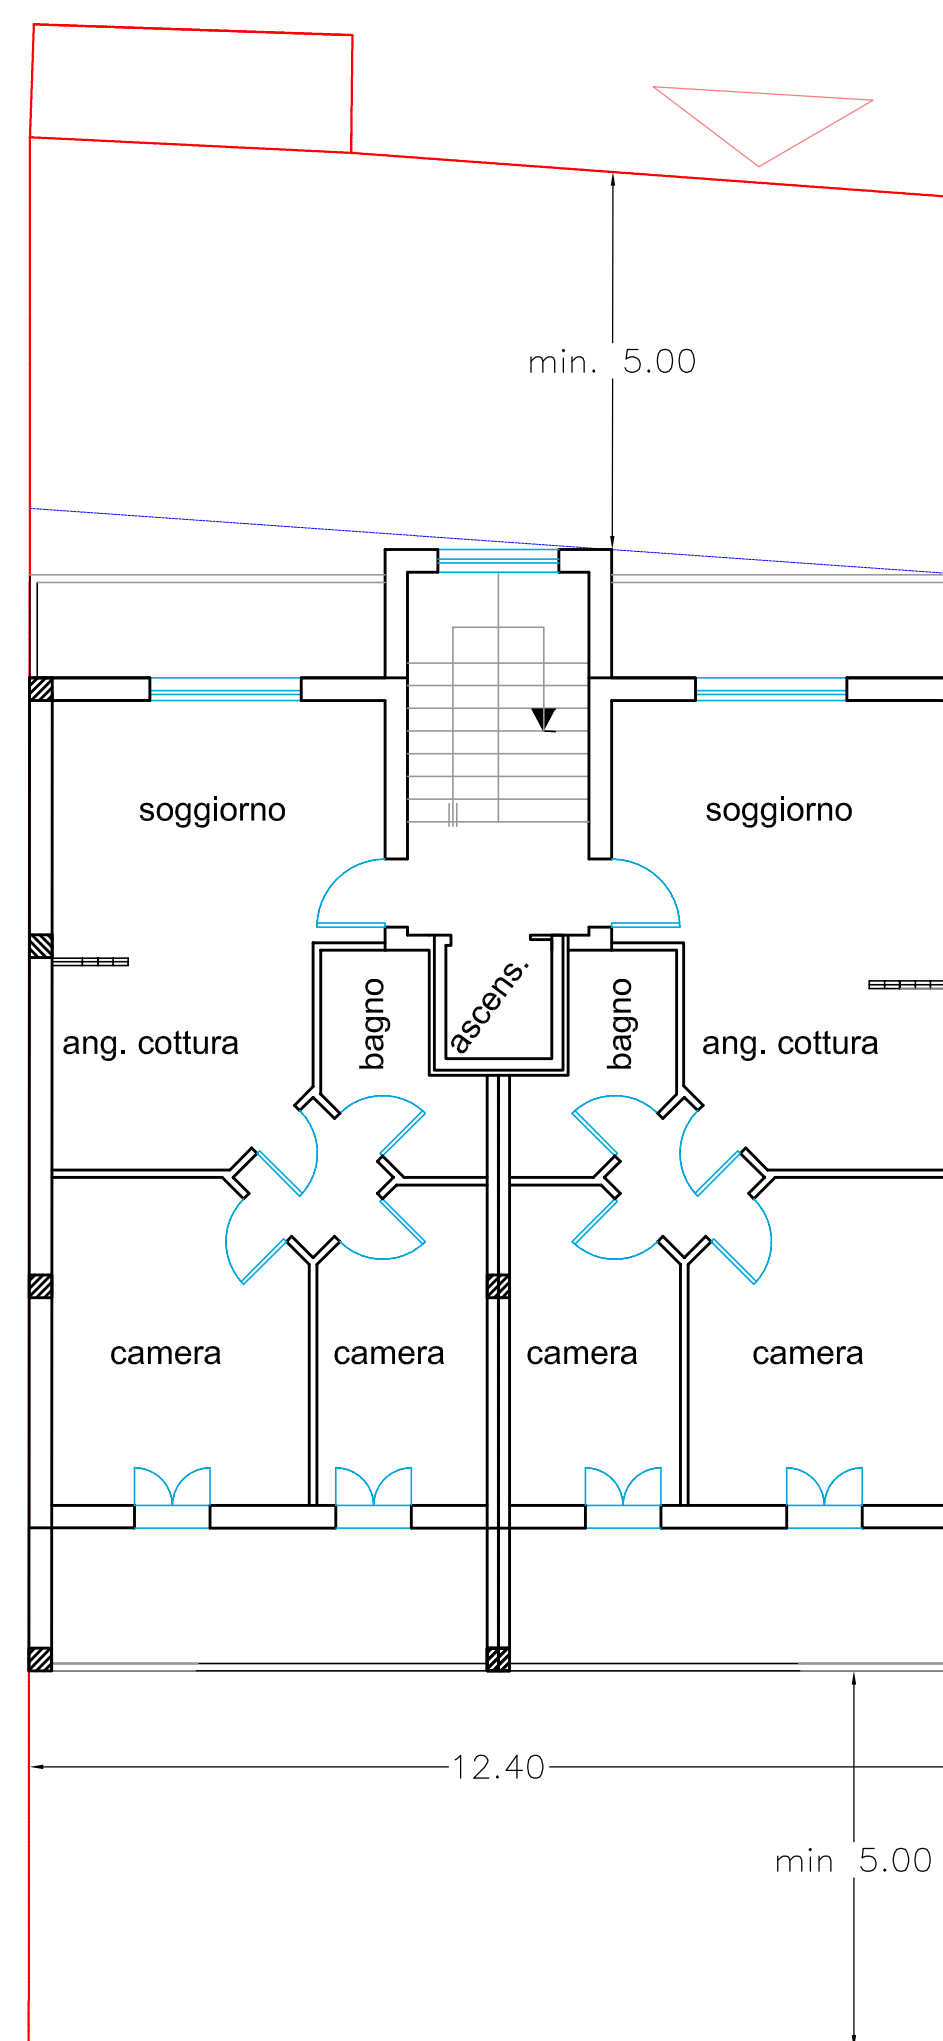 min. 5.00
soggiorno
soggiorno
ang. cottura
bagno
ascens.
bagno
ang. cottura
camera
camera
camera
camera
12.40
min 5.00